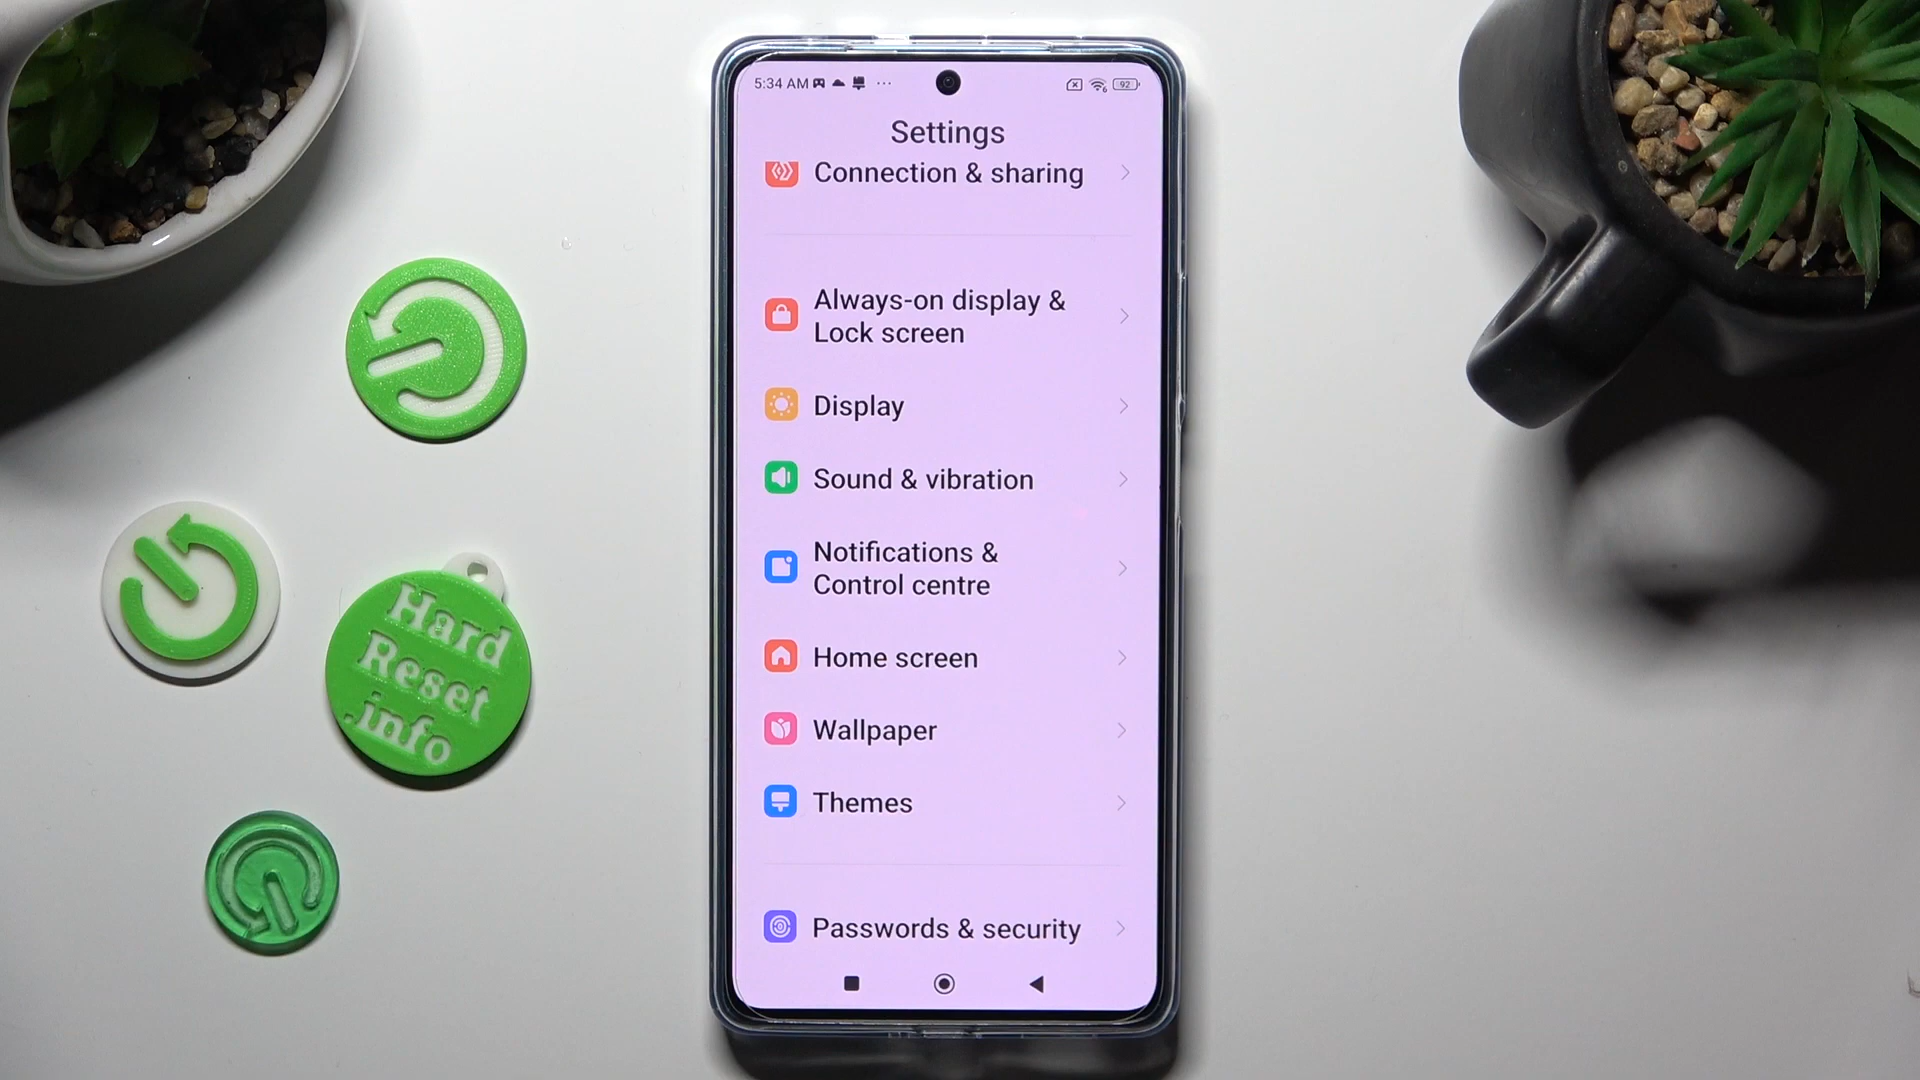 5:34 AM
92
Settings
Connection & sharing
Always-on display &
Lock screen
Display
Sound & vibration
Notifications &
Control centre
Home screen
Wallpaper
Themes
Passwords & security
Hard
Reset
.info